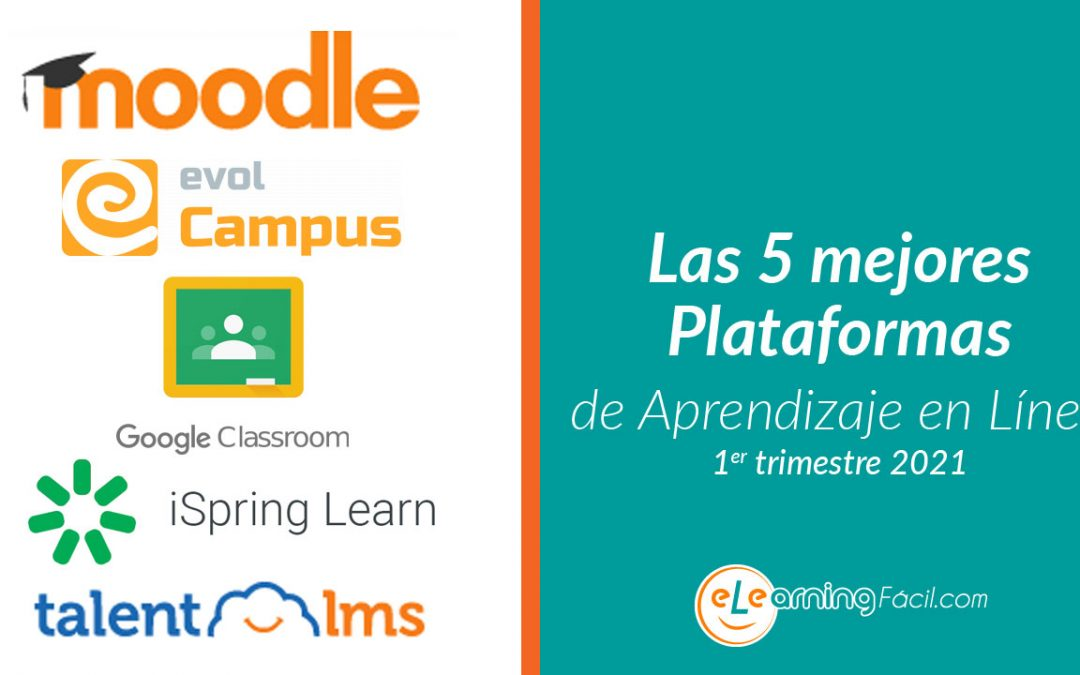 moodle
evol
Campus
Google Classroom
iSpring Learn
talent lms
Las 5 mejores
Plataformas
de Aprendizaje en Líne
1er trimestre 2021
eLearningFácil.com